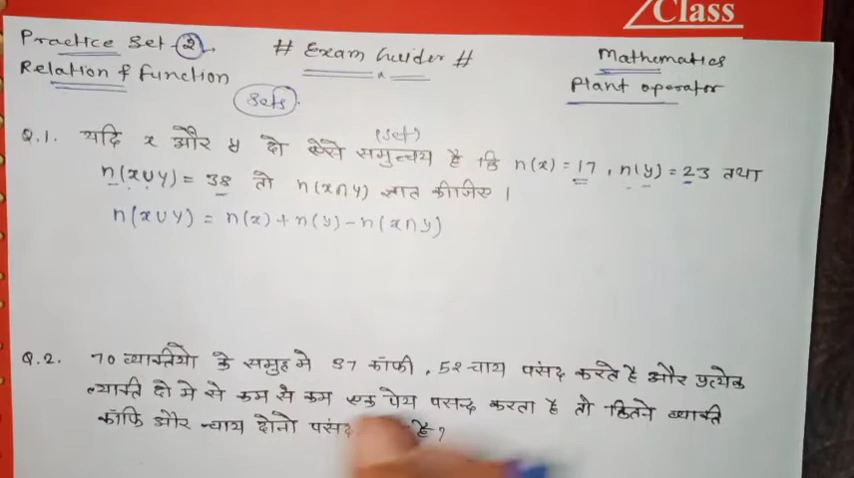 Class
Practice Set-2 # Exam Guider # Mathematics
Relation & function Plant operator
Sets
(set)
Q.1. यदि x और y दो ऐसे समुच्चय है कि n(x) = 17, n(y) = 23 तथा
n(x∪y) = 38 तो n(x∩y) ज्ञात कीजिए।
n(x∪y) = n(x) + n(y) - n(x∩y)
Q.2. 70 व्यक्तियो के समुह मे 37 कॉफी, 52 चाय पसंद करते है और प्रत्येक
व्यक्ति दो मे से कम से कम एक पेय पसन्द करता है तो कितने व्यक्ति
कॉफि और चाय दोनो पसंद है?